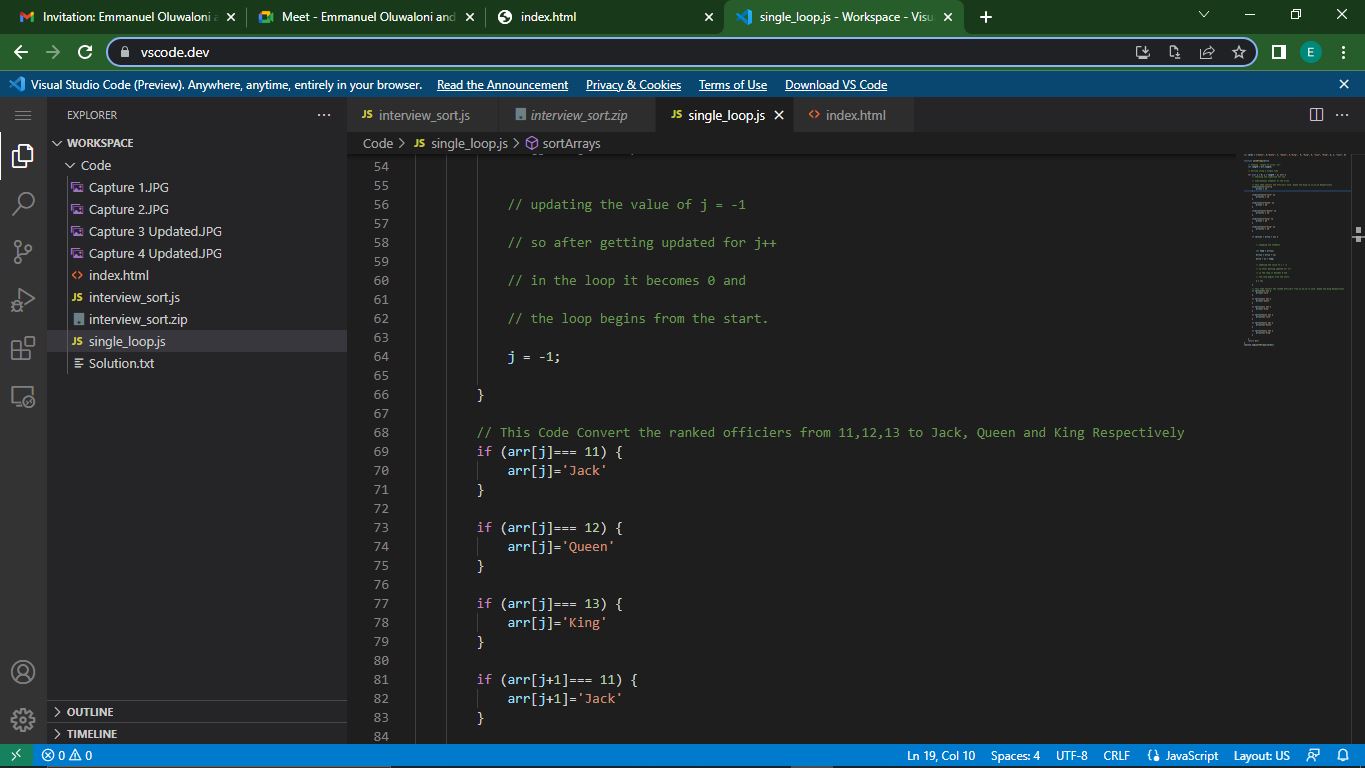 Invitation: Emmanuel Oluwaloni a
Meet - Emmanuel Oluwaloni and
index.html
single_loop.js - Workspace - Visu
vscode.dev
E
Visual Studio Code (Preview). Anywhere, anytime, entirely in your browser. Read the Announcement Privacy & Cookies Terms of Use Download VS Code
EXPLORER
WORKSPACE
Code
Capture 1.JPG
Capture 2.JPG
Capture 3 Updated.JPG
Capture 4 Updated.JPG
index.html
JS interview_sort.js
interview_sort.zip
JS single_loop.js
Solution.txt
OUTLINE
TIMELINE
JS interview_sort.js interview_sort.zip JS single_loop.js index.html
Code > JS single_loop.js > sortArrays
54
55
56 // updating the value of j = -1
57
58 // so after getting updated for j++
59
60 // in the loop it becomes 0 and
61
62 // the loop begins from the start.
63
64 j = -1;
65
66 }
67
68 // This Code Convert the ranked officiers from 11,12,13 to Jack, Queen and King Respectively
69 if (arr[j]=== 11) {
70 arr[j]='Jack'
71 }
72
73 if (arr[j]=== 12) {
74 arr[j]='Queen'
75 }
76
77 if (arr[j]=== 13) {
78 arr[j]='King'
79 }
80
81 if (arr[j+1]=== 11) {
82 arr[j+1]='Jack'
83 }
84
0 0 Ln 19, Col 10 Spaces: 4 UTF-8 CRLF JavaScript Layout: US